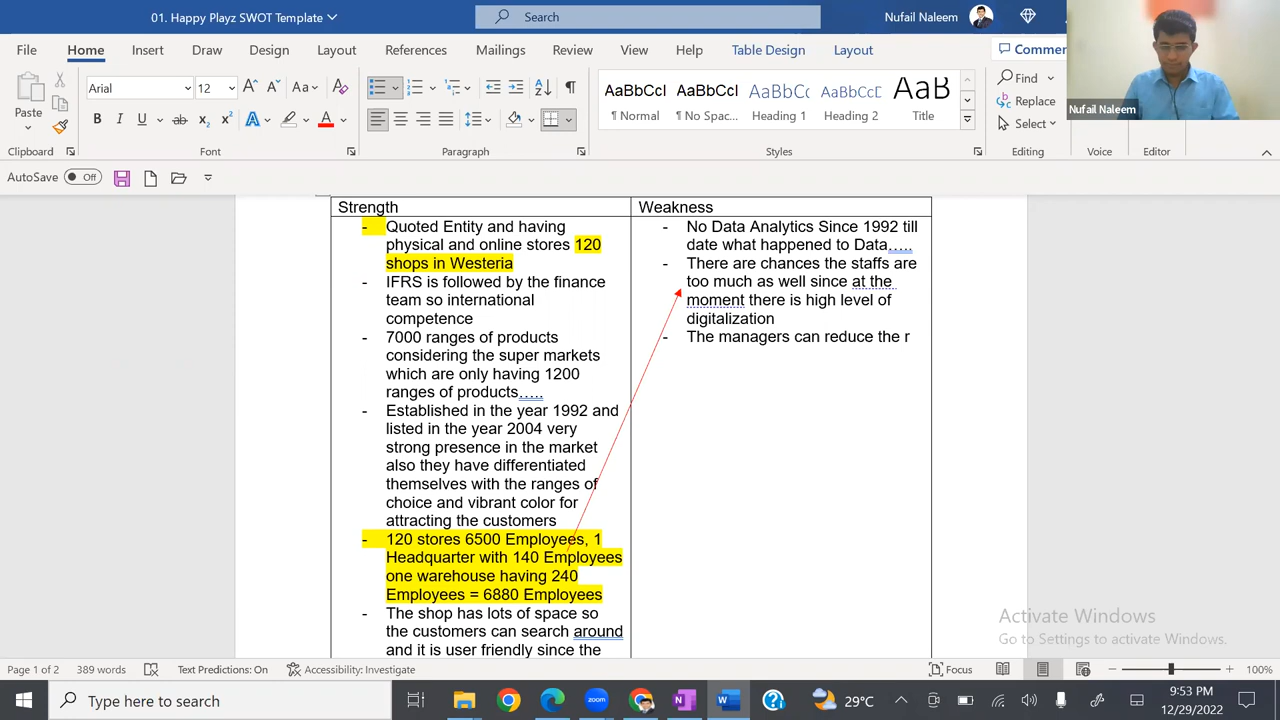 01. Happy Playz SWOT Template
Search
Nufail Naleem
File Home Insert Draw Design Layout References Mailings Review View Help Table Design Layout
Commer
Paste
Arial 12
A A Aa A
B I U ab x₂ x² A A
AaBbCcI AaBbCcI AaBbCc AaBbCcD AaB
¶ Normal ¶ No Spac... Heading 1 Heading 2 Title
Find
Replace
Select
Nufail Naleem
Clipboard Font Paragraph Styles Editing Voice Editor
AutoSave Off
Strength
- Quoted Entity and having
physical and online stores 120
shops in Westeria
- IFRS is followed by the finance
team so international
competence
- 7000 ranges of products
considering the super markets
which are only having 1200
ranges of products…..
- Established in the year 1992 and
listed in the year 2004 very
strong presence in the market
also they have differentiated
themselves with the ranges of
choice and vibrant color for
attracting the customers
- 120 stores 6500 Employees, 1
Headquarter with 140 Employees
one warehouse having 240
Employees = 6880 Employees
- The shop has lots of space so
the customers can search around
and it is user friendly since the
Weakness
- No Data Analytics Since 1992 till
date what happened to Data…..
- There are chances the staffs are
too much as well since at the
moment there is high level of
digitalization
- The managers can reduce the r
Activate Windows
Go to Settings to activate Windows.
Page 1 of 2 389 words Text Predictions: On Accessibility: Investigate Focus 100%
Type here to search
zoom
29°C
9:53 PM
12/29/2022